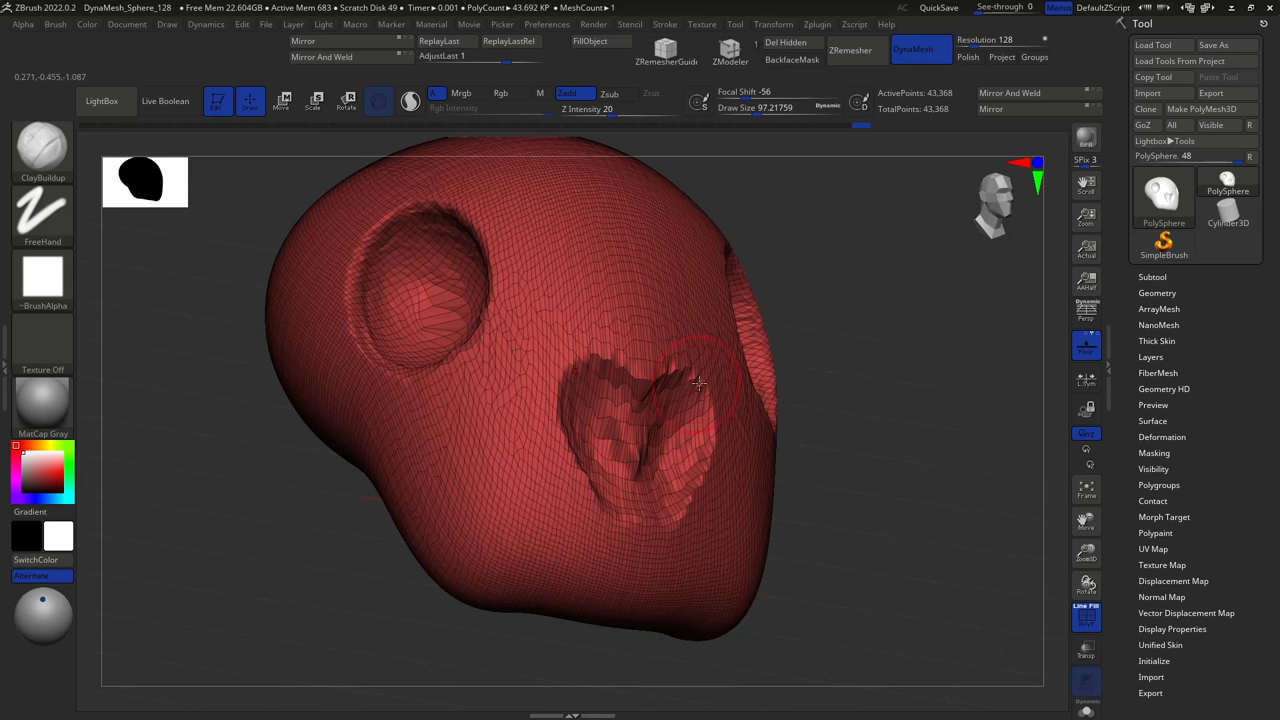 ZBrush 2022.0.2 DynaMesh_Sphere_128 ● Free Mem 22.604GB ● Active Mem 683 ● Scratch Disk 49 ● Timer▶0.001 ● PolyCount▶43.692 KP ● MeshCount▶1 AC QuickSave See-through 0 Menus DefaultZScript
Alpha Brush Color Document Draw Dynamics Edit File Layer Light Macro Marker Material Movie Picker Preferences Render Stencil Stroke Texture Tool Transform Zplugin Zscript Help
0.271,-0.455,-1.087
Mirror
Mirror And Weld
ReplayLast ReplayLastRel
AdjustLast 1
FillObject
ZRemesherGuide
1
ZModeler
Del Hidden
BackfaceMask
ZRemesher
DynaMesh
Resolution 128
Polish Project Groups
LightBox Live Boolean
Edit Draw Move Scale Rotate
A Mrgb Rgb
Rgb Intensity
Zadd Zsub Zcut
Z Intensity 20
S
Focal Shift -56
Draw Size 97.21759 Dynamic
D
ActivePoints: 43,368
TotalPoints: 43,368
Mirror And Weld
Mirror
ClayBuildup
FreeHand
~BrushAlpha
Texture Off
MatCap Gray
Gradient
SwitchColor
Alternate
BPR
SPix 3
Scroll
Zoom
Actual
AAHalf
Dynamic
Persp
Floor
L.Sym
XYZ
Frame
Move
Zoom3D
Rotate
Line Fill
PolyF
Transp
Dynamic
Tool
Load Tool Save As
Load Tools From Project
Copy Tool Paste Tool
Import Export
Clone Make PolyMesh3D
GoZ All Visible R
Lightbox▶Tools
PolySphere. 48 R
PolySphere
PolySphere
Cylinder3D
SimpleBrush
Subtool
Geometry
ArrayMesh
NanoMesh
Thick Skin
Layers
FiberMesh
Geometry HD
Preview
Surface
Deformation
Masking
Visibility
Polygroups
Contact
Morph Target
Polypaint
UV Map
Texture Map
Displacement Map
Normal Map
Vector Displacement Map
Display Properties
Unified Skin
Initialize
Import
Export